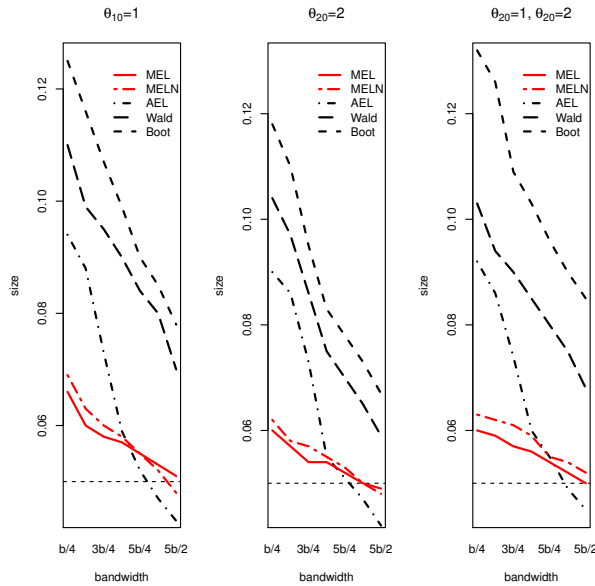 θ10=1
size
0.06 0.08 0.10 0.12
MEL
MELN
AEL
Wald
Boot
b/4 3b/4 5b/4 5b/2
bandwidth
θ20=2
size
0.06 0.08 0.10 0.12
MEL
MELN
AEL
Wald
Boot
b/4 3b/4 5b/4 5b/2
bandwidth
θ20=1, θ20=2
size
0.06 0.08 0.10 0.12
MEL
MELN
AEL
Wald
Boot
b/4 3b/4 5b/4 5b/2
bandwidth